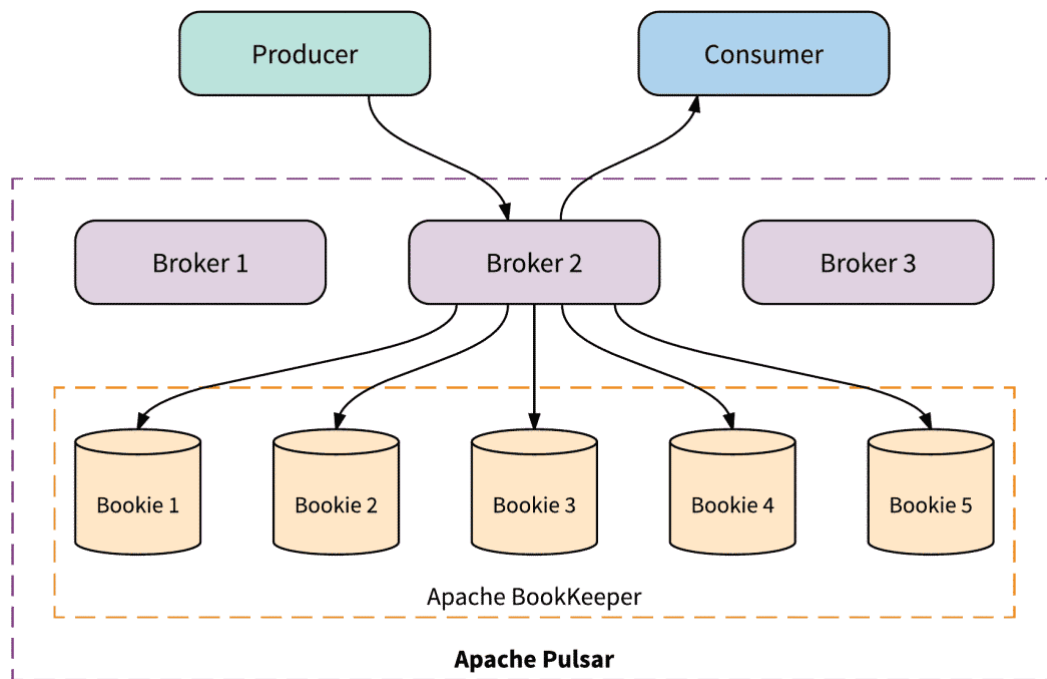 Producer
Consumer
Broker 1
Broker 2
Broker 3
Bookie 1
Bookie 2
Bookie 3
Bookie 4
Bookie 5
Apache BookKeeper
Apache Pulsar